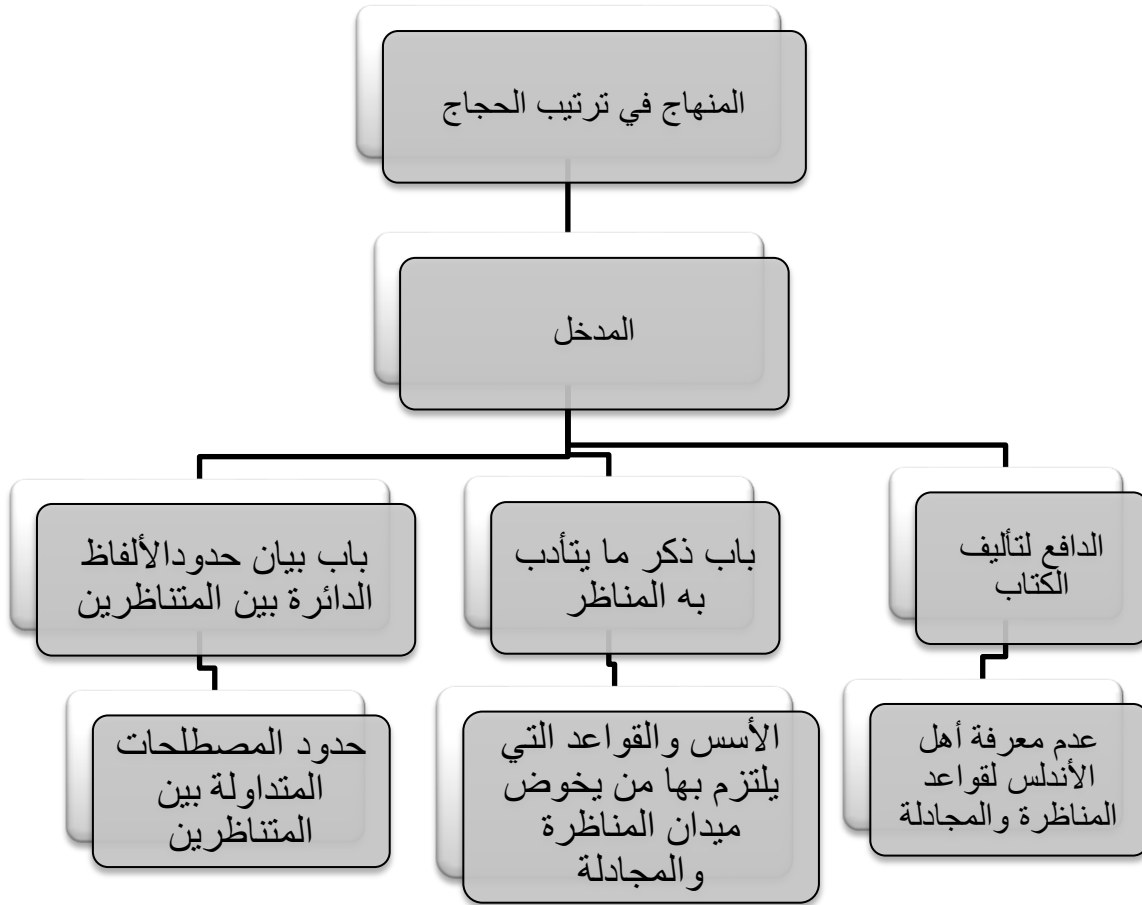 المنهاج في ترتيب الحجاج
المدخل
الدافع لتأليف
الكتاب
عدم معرفة أهل
الأندلس لقواعد
المناظرة والمجادلة
باب ذكر ما يتأدب
به المناظر
الأسس والقواعد التي
يلتزم بها من يخوض
ميدان المناظرة
والمجادلة
باب بيان حدودالألفاظ
الدائرة بين المتناظرين
حدود المصطلحات
المتداولة بين
المتناظرين